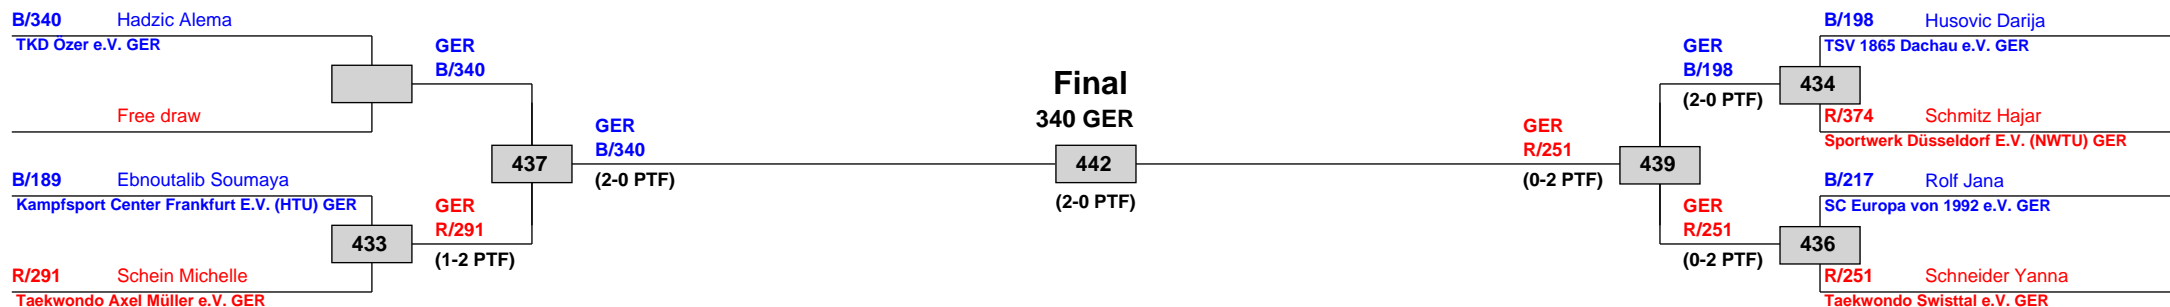 B/340 Hadzic Alema
TKD Özer e.V. GER
GER
B/340
Free draw
B/189 Ebnoutalib Soumaya
Kampfsport Center Frankfurt E.V. (HTU) GER
433
GER
R/291
(1-2 PTF)
R/291 Schein Michelle
Taekwondo Axel Müller e.V. GER
437
GER
B/340
(2-0 PTF)
Final
340 GER
442
(2-0 PTF)
GER
R/251
(0-2 PTF)
439
GER
B/198
(2-0 PTF)
434
B/198 Husovic Darija
TSV 1865 Dachau e.V. GER
R/374 Schmitz Hajar
Sportwerk Düsseldorf E.V. (NWTU) GER
GER
R/251
(0-2 PTF)
436
B/217 Rolf Jana
SC Europa von 1992 e.V. GER
R/251 Schneider Yanna
Taekwondo Swisttal e.V. GER